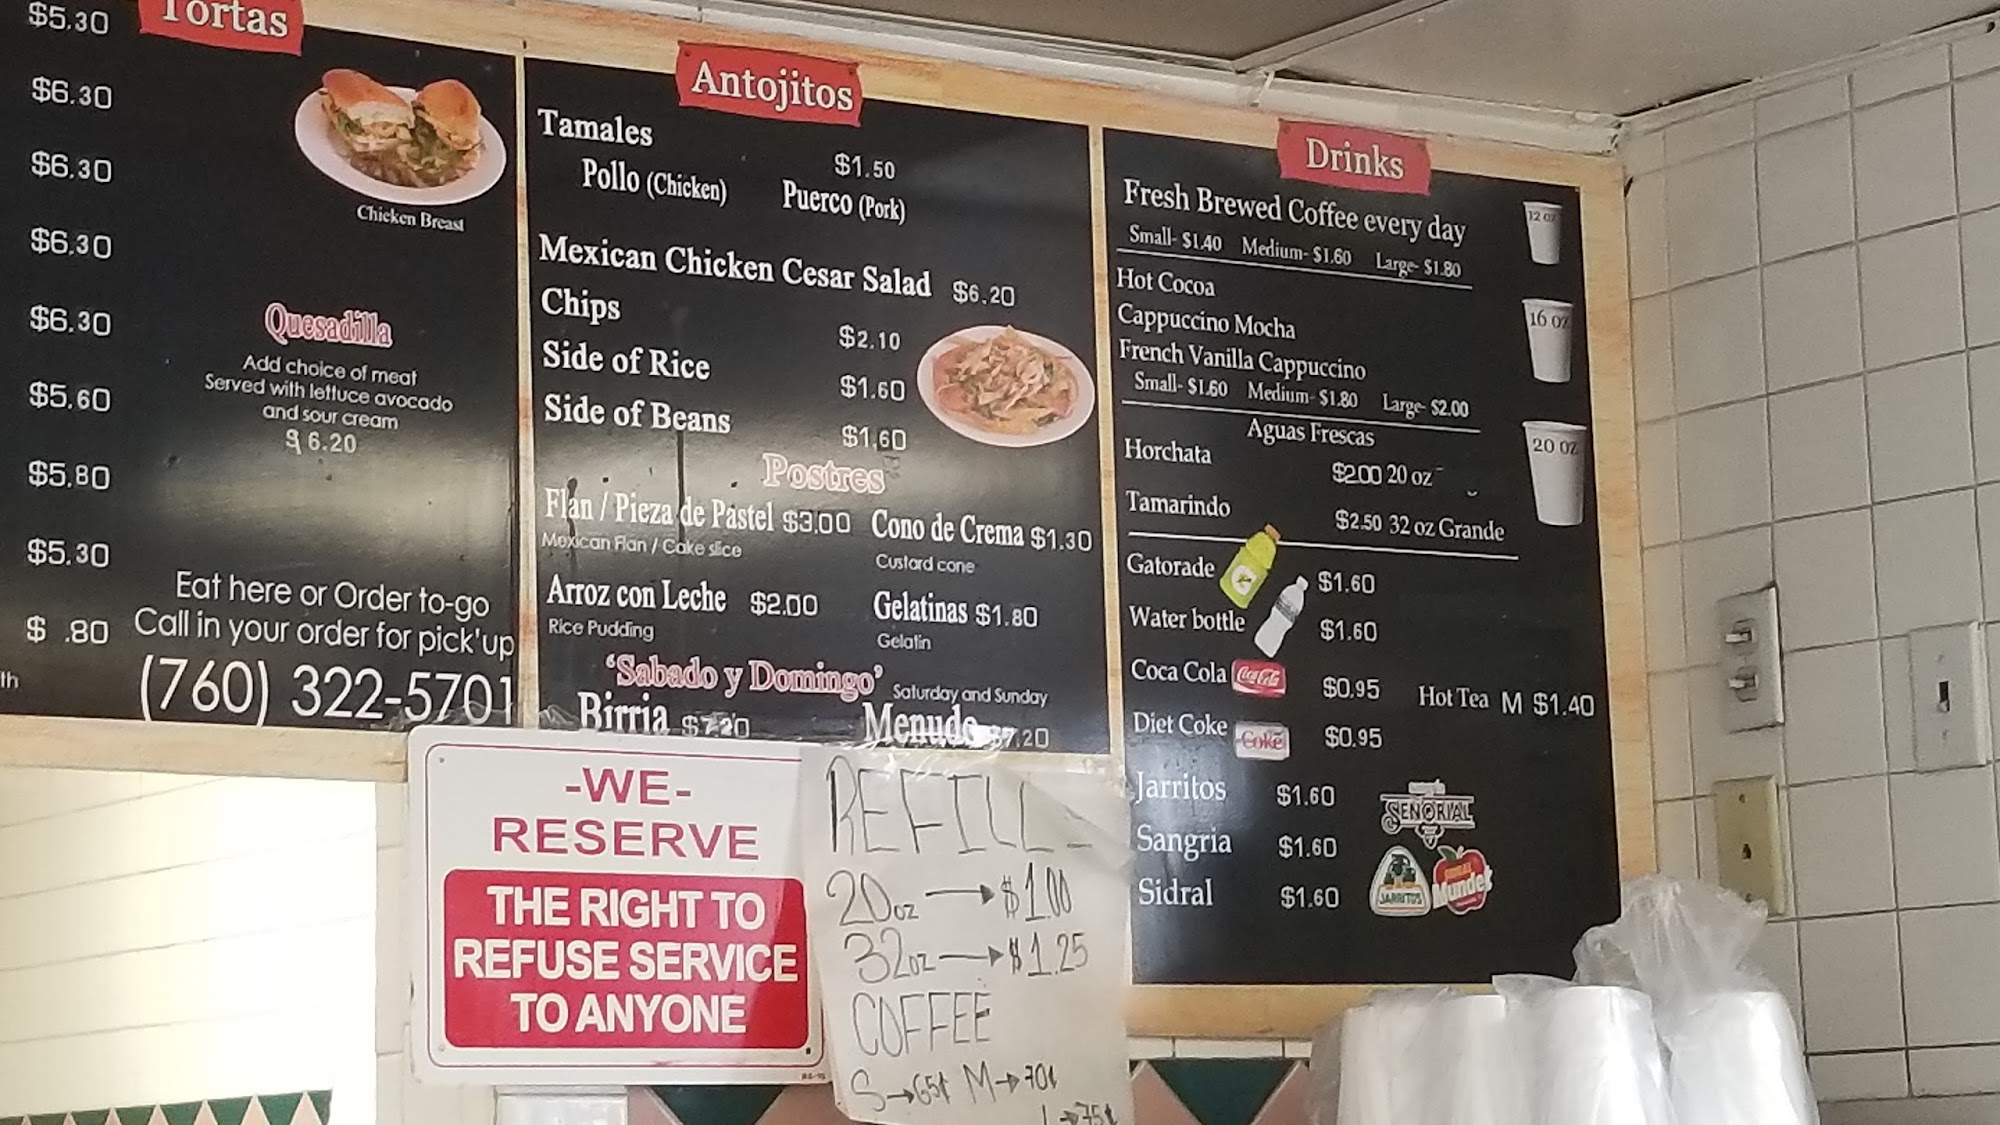 Tortas
$5.30
$6.30
$6.30
$6.30
$6.30
$5.60
$5.80
$5.30
$ .80
th
Chicken Breast
Quesadilla
Add choice of meat
Served with lettuce avocado
and sour cream
$ 6.20
Eat here or Order to-go
Call in your order for pick'up
(760) 322-5701
Antojitos
Tamales
$1.50
Pollo (Chicken) Puerco (Pork)
Mexican Chicken Cesar Salad $6.20
Chips $2.10
Side of Rice $1.60
Side of Beans $1.60
Postres
Flan / Pieza de Pastel $3.00 Cono de Crema $1.30
Mexican Flan / Cake slice Custard cone
Arroz con Leche $2.00 Gelatinas $1.80
Rice Pudding Gelatin
'Sabado y Domingo' Saturday and Sunday
Birria $7.20 Menudo $7.20
Drinks
Fresh Brewed Coffee every day
Small- $1.40 Medium- $1.60 Large- $1.80
Hot Cocoa
Cappuccino Mocha
French Vanilla Cappuccino
Small- $1.60 Medium- $1.80 Large- $2.00
12 oz
16 oz
20 oz
Aguas Frescas
Horchata $2.00 20 oz
Tamarindo $2.50 32 oz Grande
Gatorade $1.60
Water bottle $1.60
Coca Cola Coca-Cola $0.95 Hot Tea M $1.40
Diet Coke Coke $0.95
Jarritos $1.60
Sangria $1.60
Sidral $1.60
SEÑORIAL
JARRITOS
Mundet
-WE-
RESERVE
THE RIGHT TO
REFUSE SERVICE
TO ANYONE
REFILL
20oz → $1.00
32oz → $1.25
COFFEE
S→65¢ M→70¢
L→75¢